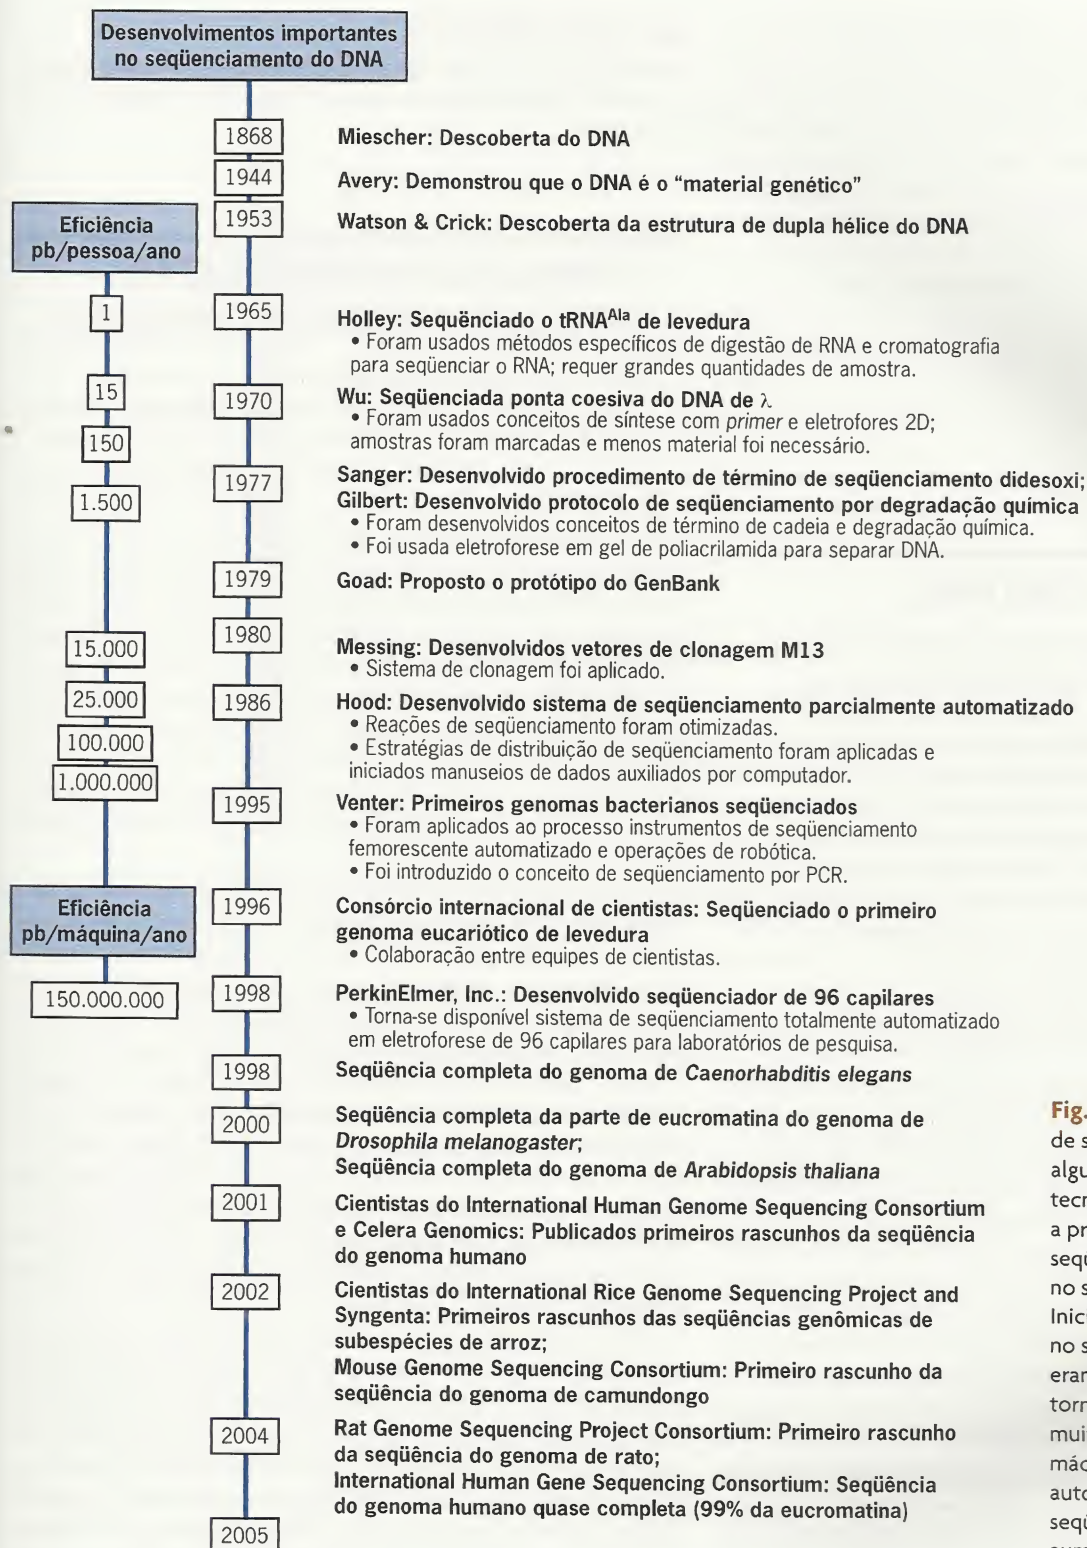 Desenvolvimentos importantes
no seqüenciamento do DNA
1868
Miescher: Descoberta do DNA
1944
Avery: Demonstrou que o DNA é o “material genético”
1953
Watson & Crick: Descoberta da estrutura de dupla hélice do DNA
Eficiência
pb/pessoa/ano
1
1965
Holley: Sequënciado o tRNAAla de levedura
• Foram usados métodos específicos de digestão de RNA e cromatografia
para seqüenciar o RNA; requer grandes quantidades de amostra.
15
1970
Wu: Seqüenciada ponta coesiva do DNA de λ
• Foram usados conceitos de síntese com primer e eletrofores 2D;
amostras foram marcadas e menos material foi necessário.
150
1977
Sanger: Desenvolvido procedimento de término de seqüenciamento didesoxi;
1.500
Gilbert: Desenvolvido protocolo de seqüenciamento por degradação química
• Foram desenvolvidos conceitos de término de cadeia e degradação química.
• Foi usada eletroforese em gel de poliacrilamida para separar DNA.
1979
Goad: Proposto o protótipo do GenBank
15.000
1980
Messing: Desenvolvidos vetores de clonagem M13
• Sistema de clonagem foi aplicado.
25.000
1986
Hood: Desenvolvido sistema de seqüenciamento parcialmente automatizado
• Reações de seqüenciamento foram otimizadas.
100.000
• Estratégias de distribuição de seqüenciamento foram aplicadas e
iniciados manuseios de dados auxiliados por computador.
1.000.000
1995
Venter: Primeiros genomas bacterianos seqüenciados
• Foram aplicados ao processo instrumentos de seqüenciamento
femorescente automatizado e operações de robótica.
• Foi introduzido o conceito de seqüenciamento por PCR.
Eficiência
pb/máquina/ano
1996
Consórcio internacional de cientistas: Seqüenciado o primeiro
genoma eucariótico de levedura
• Colaboração entre equipes de cientistas.
150.000.000
1998
PerkinElmer, Inc.: Desenvolvido seqüenciador de 96 capilares
• Torna-se disponível sistema de seqüenciamento totalmente automatizado
em eletroforese de 96 capilares para laboratórios de pesquisa.
1998
Seqüência completa do genoma de Caenorhabditis elegans
2000
Seqüência completa da parte de eucromatina do genoma de
Drosophila melanogaster;
Seqüência completa do genoma de Arabidopsis thaliana
2001
Cientistas do International Human Genome Sequencing Consortium
e Celera Genomics: Publicados primeiros rascunhos da seqüência
do genoma humano
2002
Cientistas do International Rice Genome Sequencing Project and
Syngenta: Primeiros rascunhos das seqüências genômicas de
subespécies de arroz;
Mouse Genome Sequencing Consortium: Primeiro rascunho da
seqüência do genoma de camundongo
2004
Rat Genome Sequencing Project Consortium: Primeiro rascunho
da seqüência do genoma de rato;
International Human Gene Sequencing Consortium: Seqüência
do genoma humano quase completa (99% da eucromatina)
2005
Fig.
de s
algu
tecr
a pr
no s
Inic
no s
eran
torr
mui